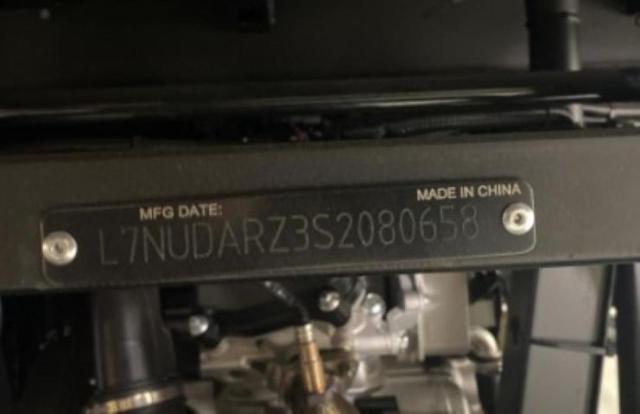 MFG DATE: MADE IN CHINA
L7NUDARZ3S2080658